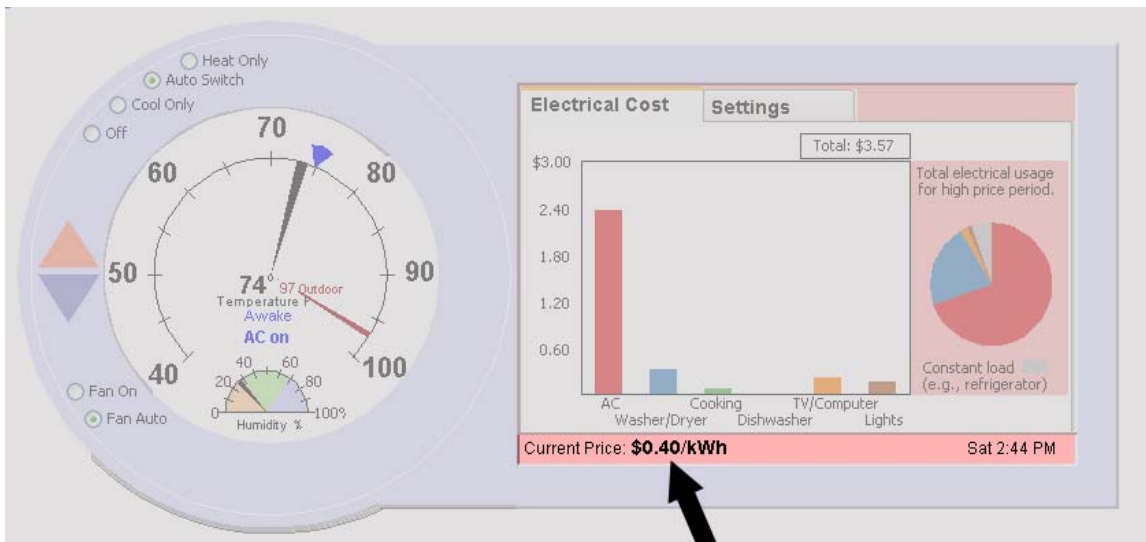 Heat Only
Auto Switch
Cool Only
Off
70
60
80
50
90
40
100
74°
97 Outdoor
Temperature F
Awake
AC on
0
20
40
60
80
100%
Humidity %
Fan On
Fan Auto
Electrical Cost
Settings
Total: $3.57
$3.00
2.40
1.80
1.20
0.60
AC
Cooking
TV/Computer
Washer/Dryer
Dishwasher
Lights
Total electrical usage
for high price period.
Constant load
(e.g., refrigerator)
Current Price: $0.40/kWh
Sat 2:44 PM